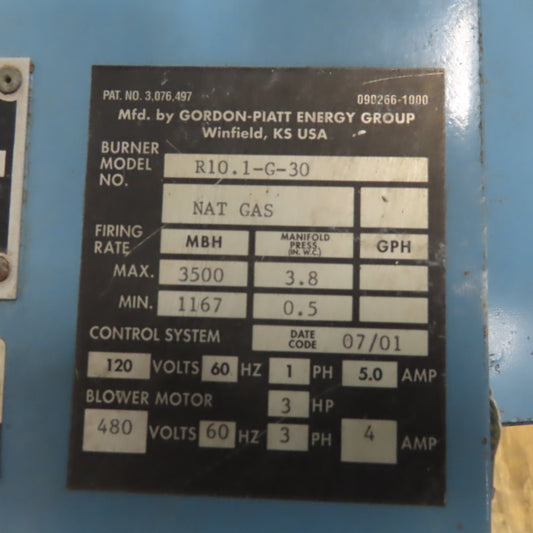 PAT. NO. 3,076,497 090266-1000
Mfd. by GORDON-PIATT ENERGY GROUP
Winfield, KS USA
BURNER MODEL NO. R10.1-G-30
NAT GAS
FIRING RATE MBH MANIFOLD PRESS. (IN. W.C.) GPH
MAX. 3500 3.8
MIN. 1167 0.5
CONTROL SYSTEM DATE CODE 07/01
120 VOLTS 60 HZ 1 PH 5.0 AMP
BLOWER MOTOR 3 HP
480 VOLTS 60 HZ 3 PH 4 AMP